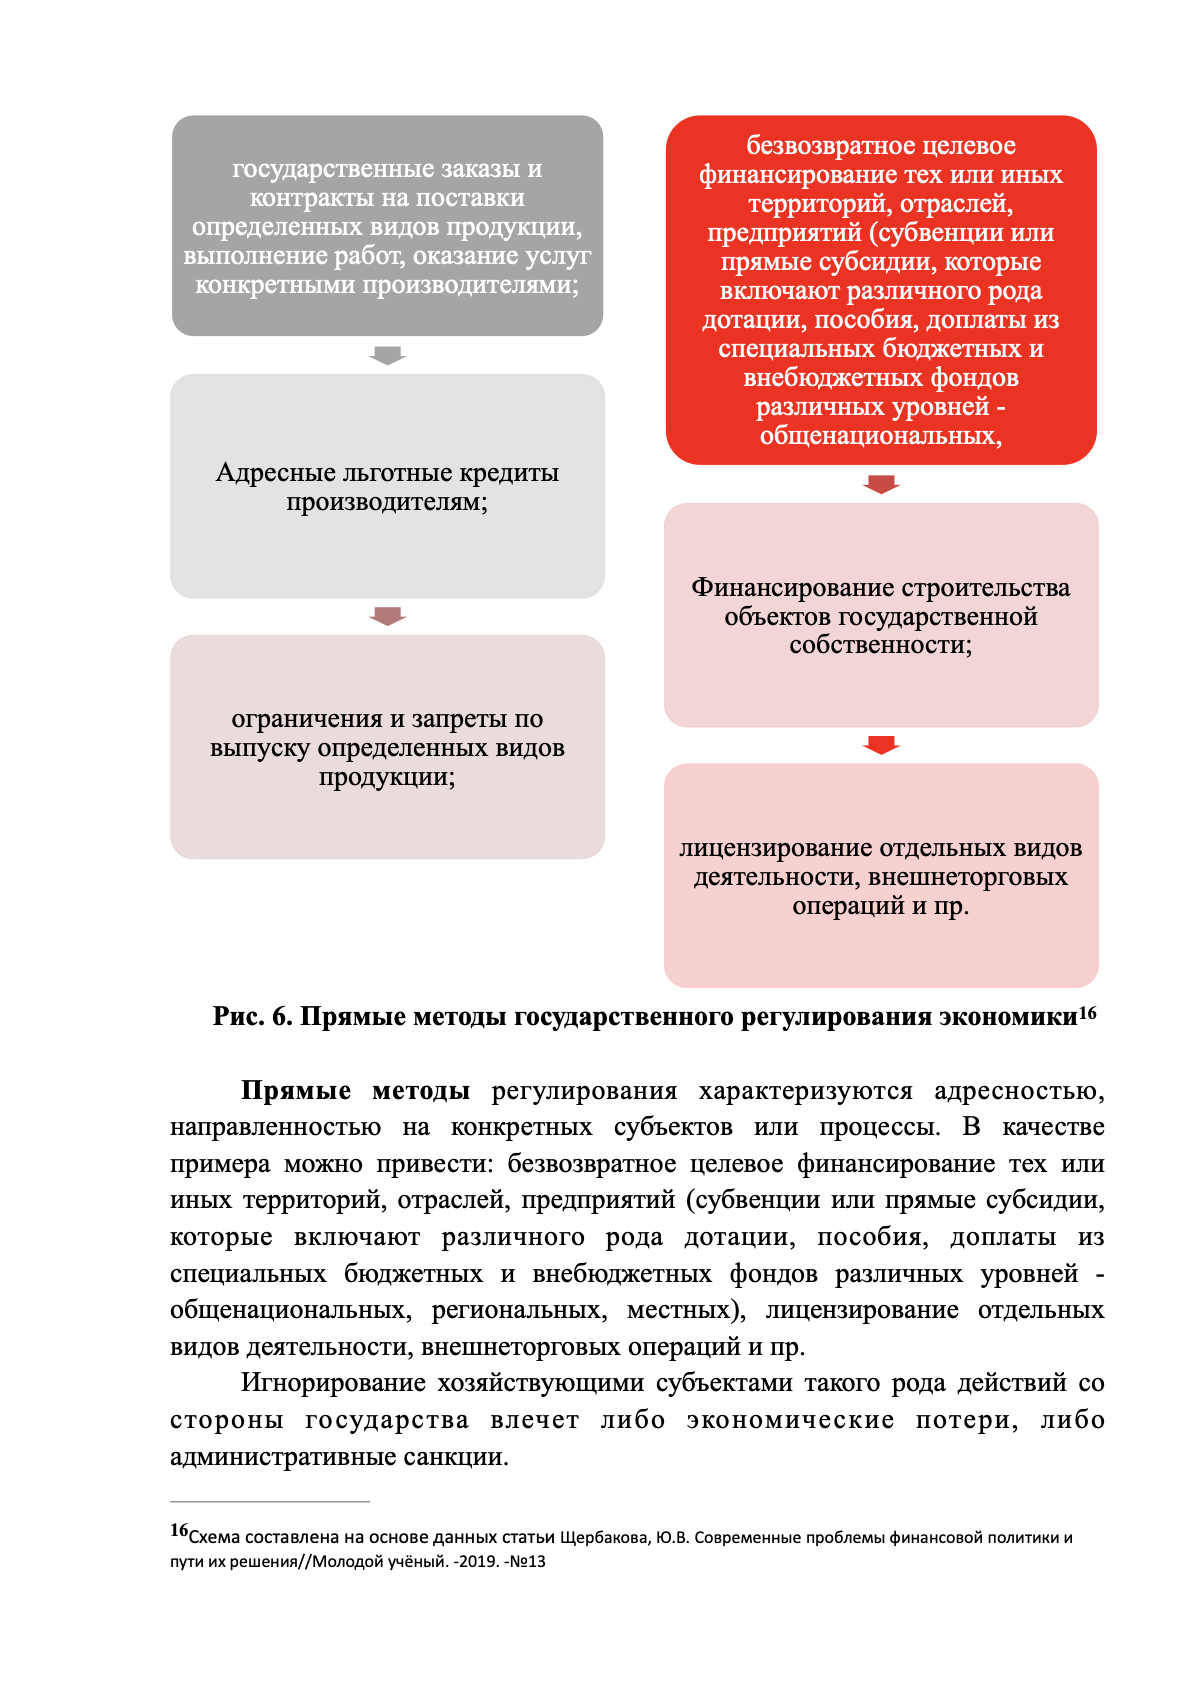 государственные заказы и
контракты на поставки
определенных видов продукции,
выполнение работ, оказание услуг
конкретными производителями;
Адресные льготные кредиты
производителям;
ограничения и запреты по
выпуску определенных видов
продукции;
безвозвратное целевое
финансирование тех или иных
территорий, отраслей,
предприятий (субвенции или
прямые субсидии, которые
включают различного рода
дотации, пособия, доплаты из
специальных бюджетных и
внебюджетных фондов
различных уровней -
общенациональных,
Финансирование строительства
объектов государственной
собственности;
лицензирование отдельных видов
деятельности, внешнеторговых
операций и пр.
Рис. 6. Прямые методы государственного регулирования экономики16
Прямые методы регулирования характеризуются адресностью,
направленностью на конкретных субъектов или процессы. В качестве
примера можно привести: безвозвратное целевое финансирование тех или
иных территорий, отраслей, предприятий (субвенции или прямые субсидии,
которые включают различного рода дотации, пособия, доплаты из
специальных бюджетных и внебюджетных фондов различных уровней -
общенациональных, региональных, местных), лицензирование отдельных
видов деятельности, внешнеторговых операций и пр.
Игнорирование хозяйствующими субъектами такого рода действий со
стороны государства влечет либо экономические потери, либо
административные санкции.
16Схема составлена на основе данных статьи Щербакова, Ю.В. Современные проблемы финансовой политики и
пути их решения//Молодой учёный. -2019. -№13